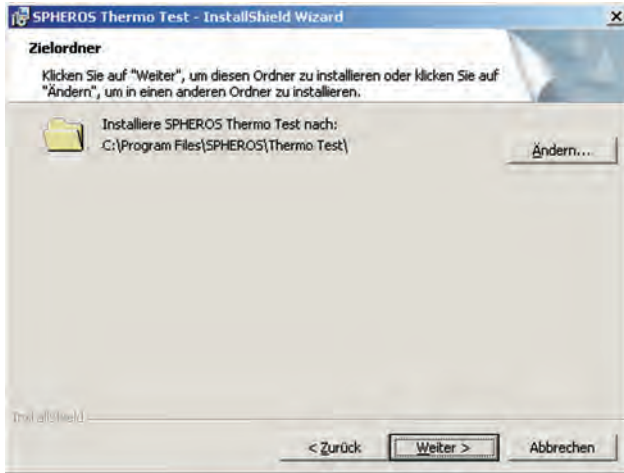 SPHEROS Thermo Test - InstallShield Wizard
Zielordner
Klicken Sie auf "Weiter", um diesen Ordner zu installieren oder klicken Sie auf
"Ändern", um in einen anderen Ordner zu installieren.
Installiere SPHEROS Thermo Test nach:
C:\Program Files\SPHEROS\Thermo Test\
Ändern...
InstallShield
< Zurück Weiter > Abbrechen